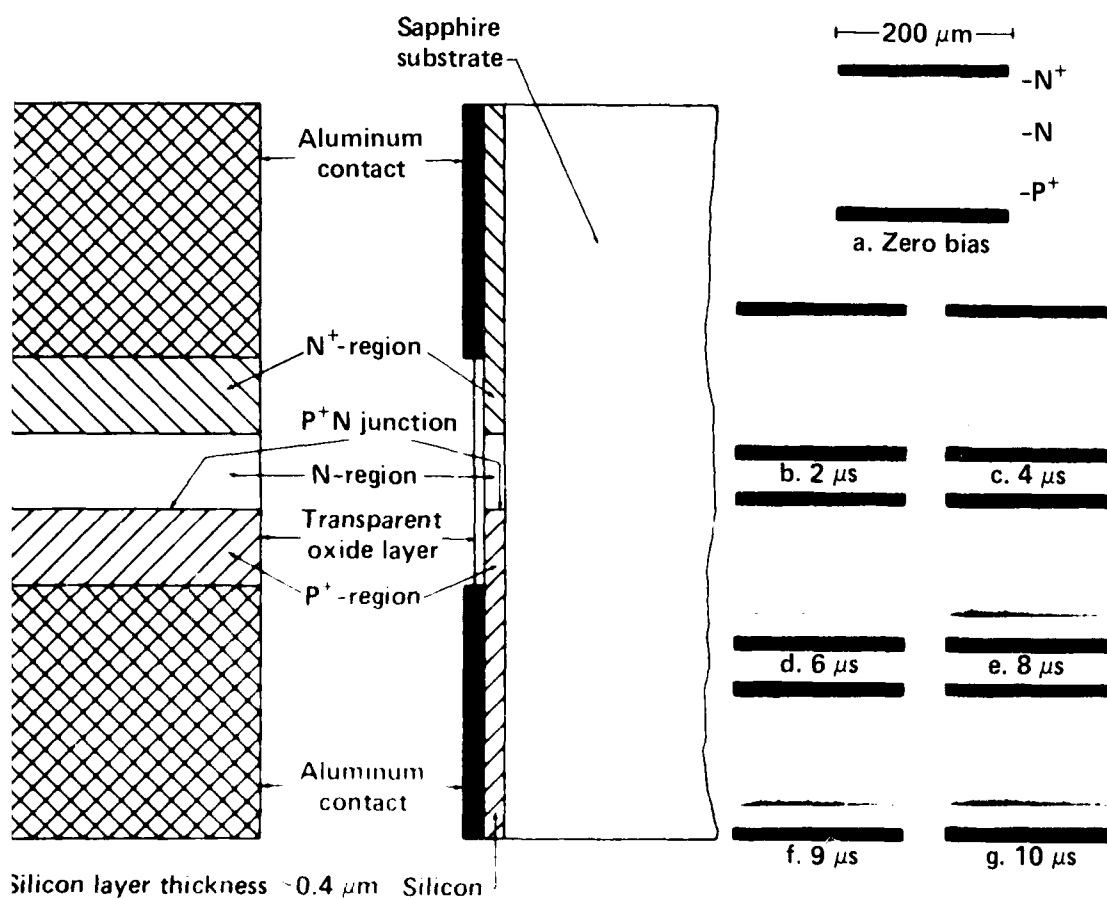 Sapphire
substrate
200 μm
-N⁺
-N
-P⁺
a. Zero bias
Aluminum
contact
N⁺-region
P⁺N junction
N-region
Transparent
oxide layer
P⁺-region
Aluminum
contact
b. 2 μs
c. 4 μs
d. 6 μs
e. 8 μs
f. 9 μs
g. 10 μs
Silicon layer thickness ~0.4 μm
Silicon